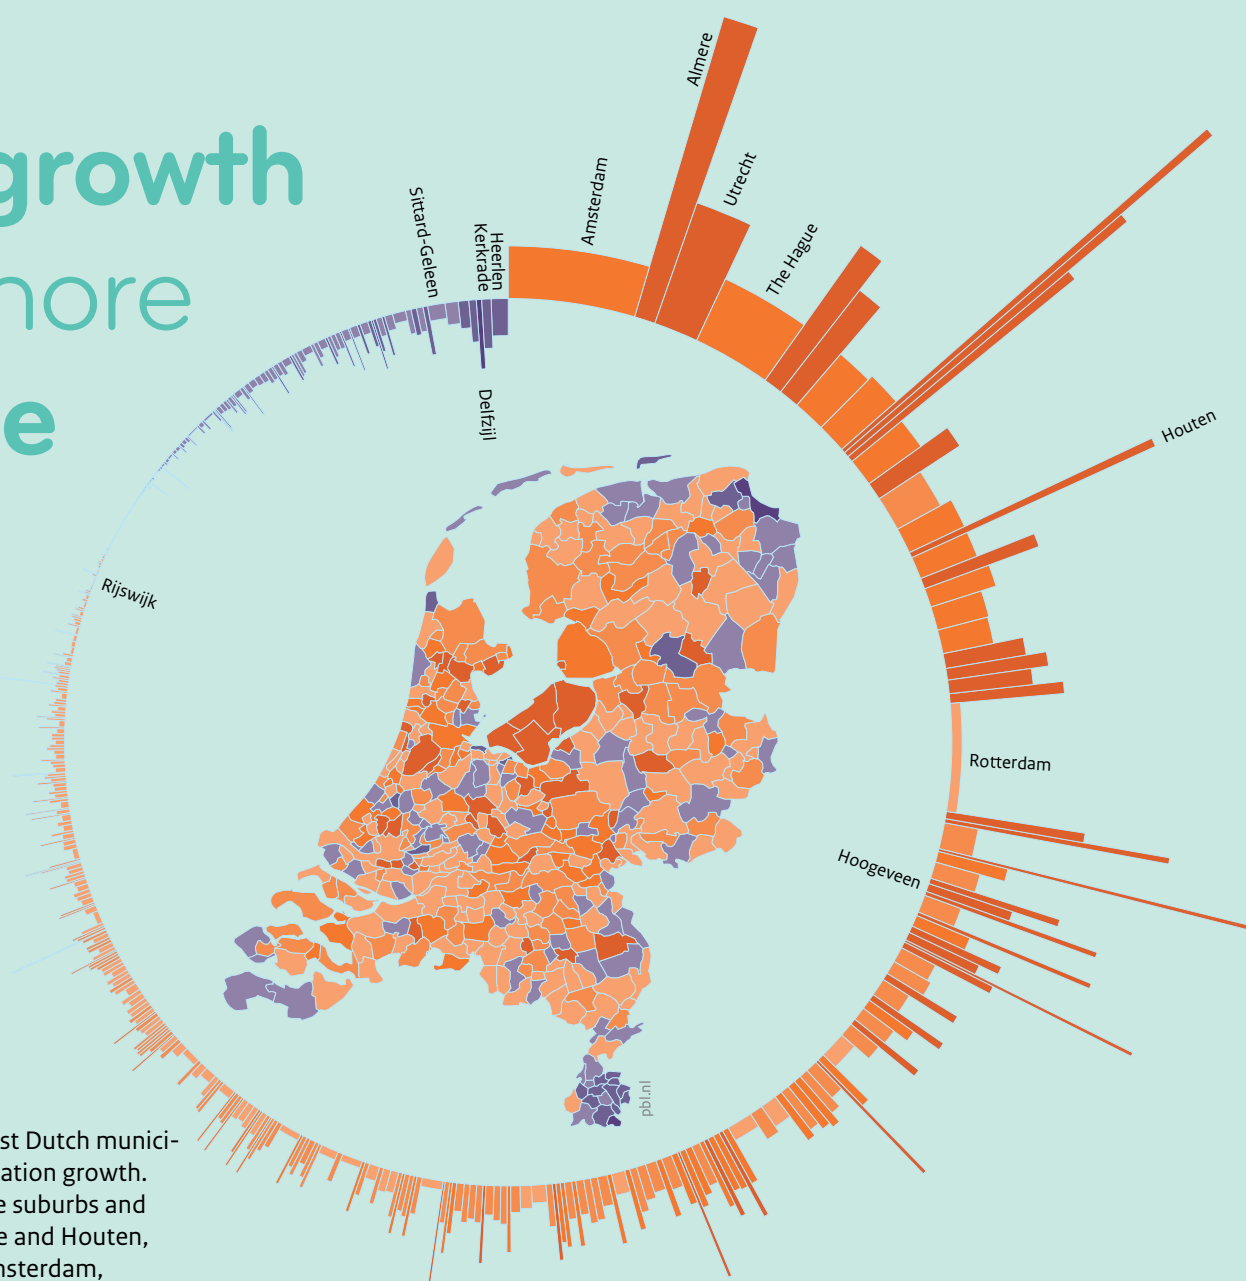 growth
more
e
Almere
Utrecht
Amsterdam
The Hague
Sittard-Geleen
Kerkrade
Heerlen
Delfzijl
Houten
Rijswijk
Rotterdam
Hoogeveen
pbl.nl
st Dutch munici-
ation growth.
e suburbs and
e and Houten,
nsterdam,